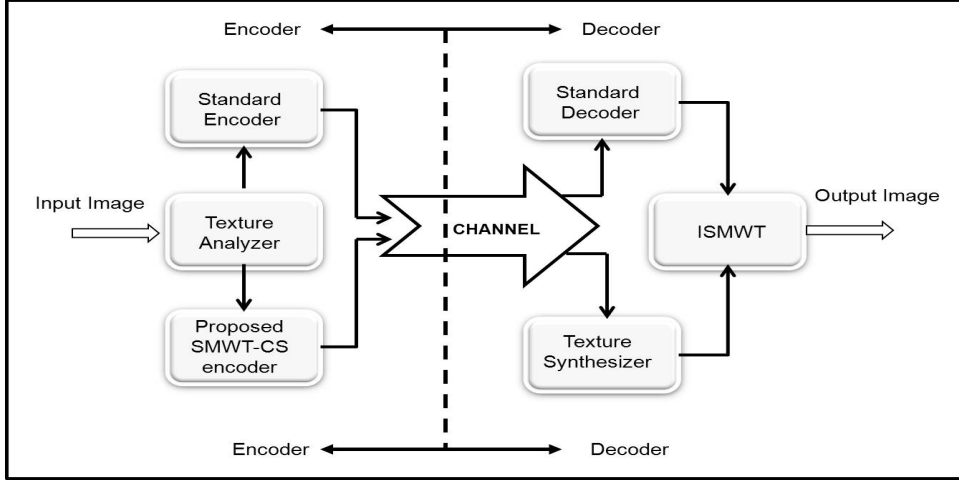 Encoder
Decoder
Standard
Encoder
Standard
Decoder
Input Image
Texture
Analyzer
CHANNEL
ISMWT
Output Image
Proposed
SMWT-CS
encoder
Texture
Synthesizer
Encoder
Decoder